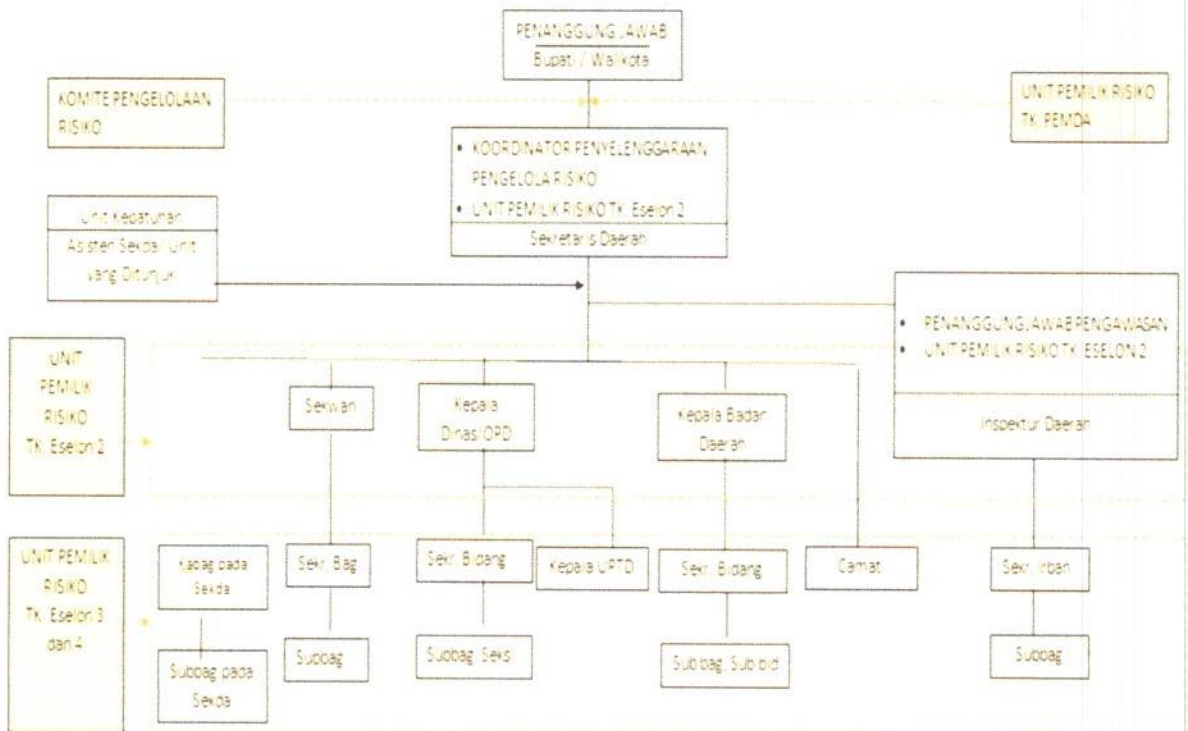 PENANGGUNG JAWAB
Bupati / Walikota
KOMITE PENGELOLAAN
RISIKO
UNIT PEMILIK RISIKO
TK. PEMDA
• KOORDINATOR PENYELENGGARAAN
PENGELOLA RISIKO
• UNIT PEMILIK RISIKO TK. Eselon 2
Sekretaris Daerah
Unit Kepatuhan
Asisten Sekda/ Unit
yang Ditunjuk
• PENANGGUNG JAWAB PENGAWASAN
• UNIT PEMILIK RISIKO TK. ESELON 2
Inspektur Daerah
UNIT
PEMILIK
RISIKO
TK. Eselon 2
Sekwan
Kepala
Dinas/OPD
Kepala Badan
Daerah
UNIT PEMILIK
RISIKO
TK. Eselon 3
dan 4
Kabag pada
Sekda
Sekr, Bag
Sekr, Bidang
Kepala UPTD
Sekr, Bidang
Camat
Sekr, Irban
Subbag pada
Sekda
Subbag
Subbag, Seksi
Subbag, Subbid
Subbag